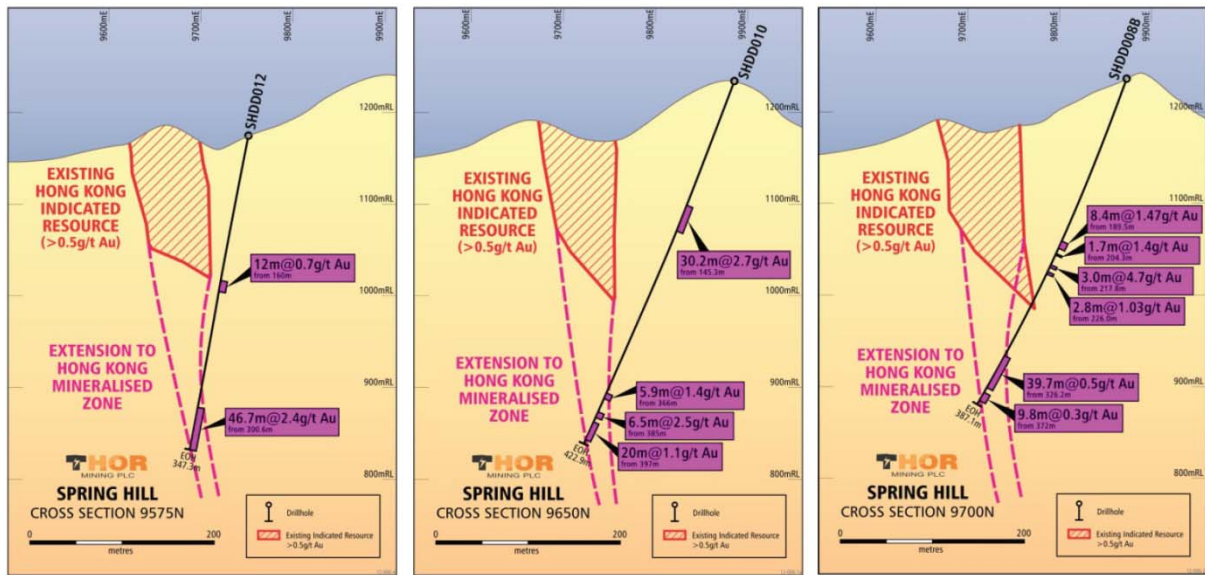 9600mE
9700mE
9800mE
9900mE
SHDD012
1200mRL
EXISTING
HONG KONG
INDICATED
RESOURCE
(>0.5g/t Au)
1100mRL
12m@0.7g/t Au
from 160m
1000mRL
EXTENSION TO
HONG KONG
MINERALISED
ZONE
900mRL
46.7m@2.4g/t Au
from 300.6m
EOH
347.3m
800mRL
THOR
MINING PLC
SPRING HILL
CROSS SECTION 9575N
0
200
metres
Drillhole
Existing Indicated Resource
>0.5g/t Au
9600mE
9700mE
9800mE
9900mE
SHDD010
1200mRL
EXISTING
HONG KONG
INDICATED
RESOURCE
(>0.5g/t Au)
1100mRL
30.2m@2.7g/t Au
from 145.3m
1000mRL
EXTENSION TO
HONG KONG
MINERALISED
ZONE
900mRL
5.9m@1.4g/t Au
from 366m
6.5m@2.5g/t Au
from 385m
20m@1.1g/t Au
from 397m
EOH
422.9m
800mRL
THOR
MINING PLC
SPRING HILL
CROSS SECTION 9650N
0
200
metres
Drillhole
Existing Indicated Resource
>0.5g/t Au
9600mE
9700mE
9800mE
9900mE
SHDD008B
1200mRL
EXISTING
HONG KONG
INDICATED
RESOURCE
(>0.5g/t Au)
1100mRL
8.4m@1.47g/t Au
from 189.5m
1.7m@1.4g/t Au
from 204.3m
3.0m@4.7g/t Au
from 217.8m
2.8m@1.03g/t Au
from 226.0m
1000mRL
EXTENSION TO
HONG KONG
MINERALISED
ZONE
900mRL
39.7m@0.5g/t Au
from 326.2m
9.8m@0.3g/t Au
from 372m
EOH
387.1m
800mRL
THOR
MINING PLC
SPRING HILL
CROSS SECTION 9700N
0
200
metres
Drillhole
Existing Indicated Resource
>0.5g/t Au